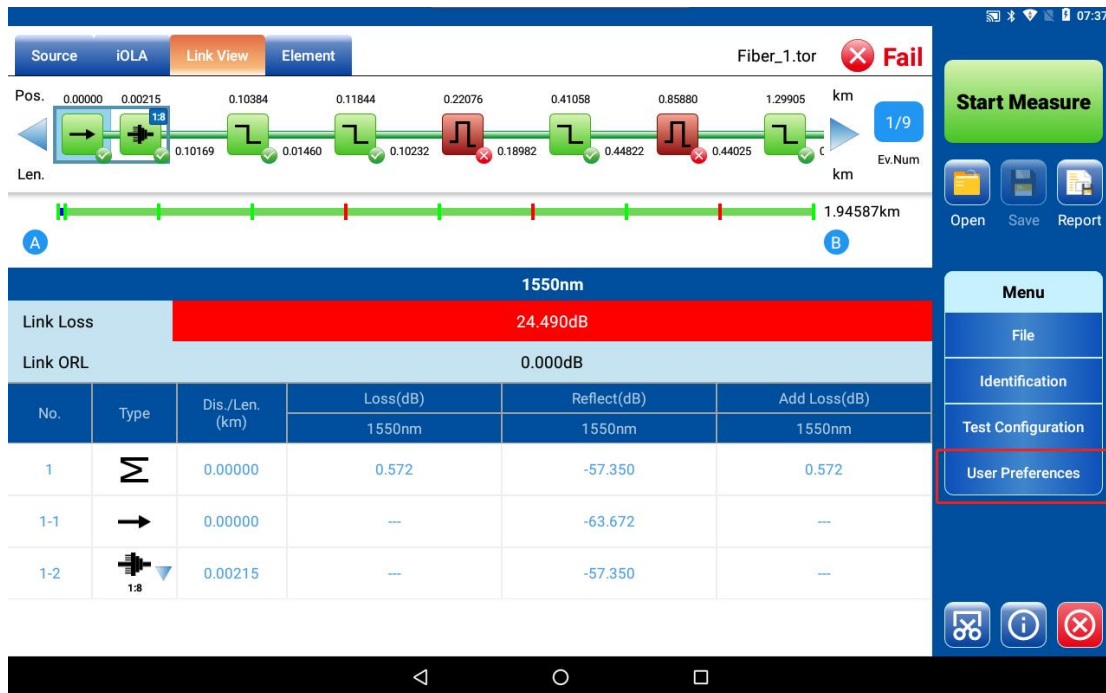 07:37
Source iOLA Link View Element Fiber_1.tor Fail
Pos. 0.00000 0.00215 0.10384 0.11844 0.22076 0.41058 0.85880 1.29905 km
1:8
1/9
0.10169 0.01460 0.10232 0.18982 0.44822 0.44025
Ev.Num
Len. km
1.94587km
A B
1550nm
Link Loss 24.490dB
Link ORL 0.000dB
No. Type Dis./Len. (km) Loss(dB) Reflect(dB) Add Loss(dB)
1550nm 1550nm 1550nm
1 Σ 0.00000 0.572 -57.350 0.572
1-1 0.00000 --- -63.672 ---
1-2 0.00215 --- -57.350 ---
1:8
Start Measure
Open Save Report
Menu
File
Identification
Test Configuration
User Preferences